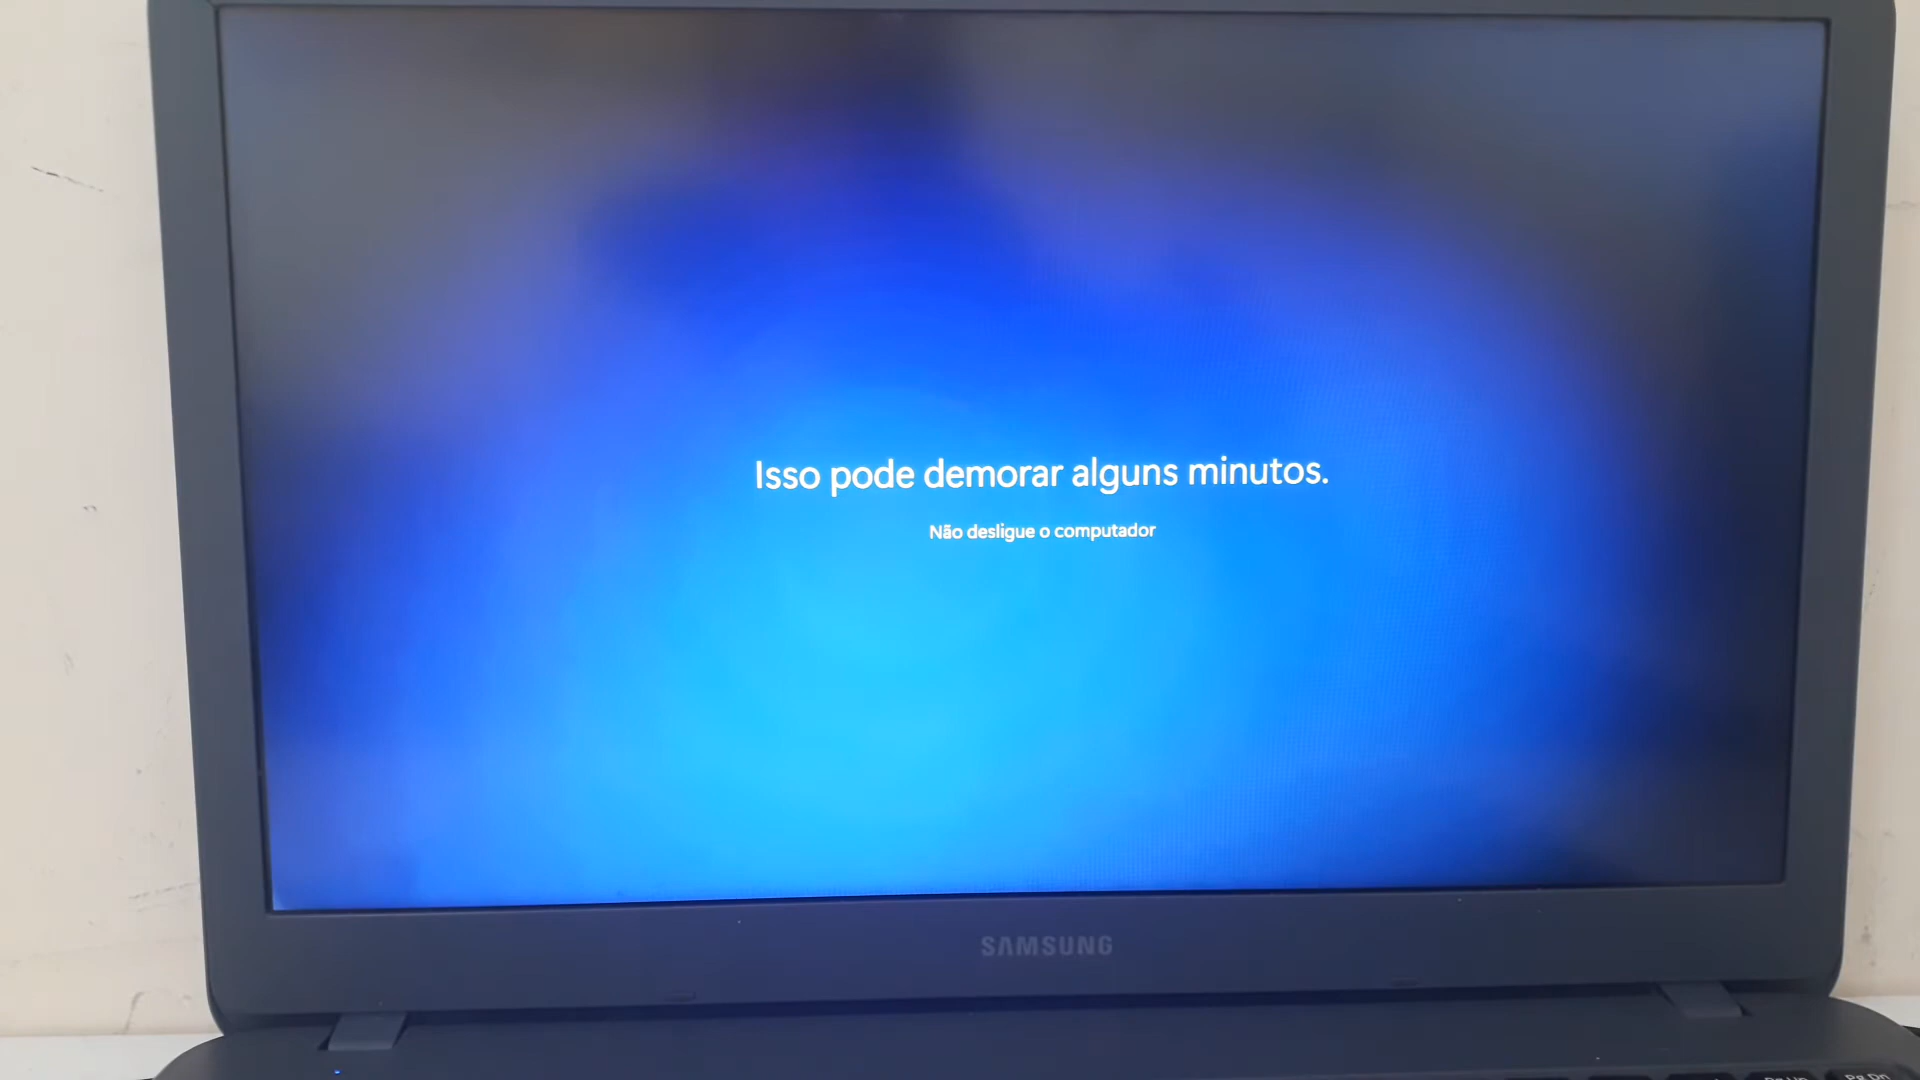 Isso pode demorar alguns minutos.
Não desligue o computador
SAMSUNG